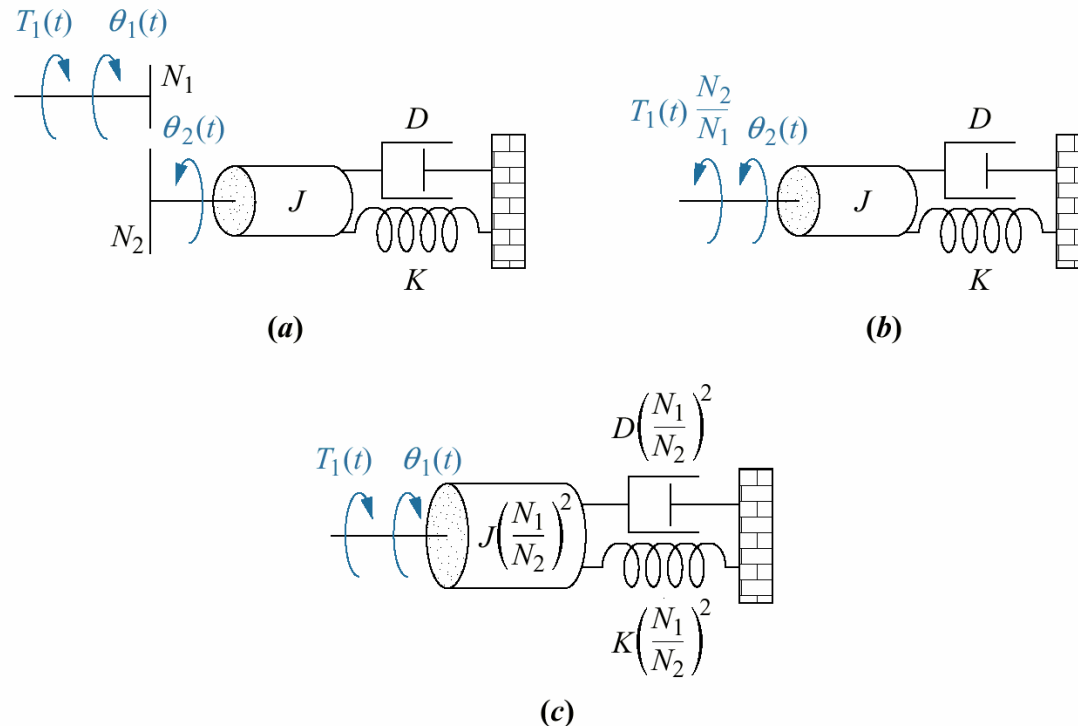 T₁(t) θ₁(t)
N₁
θ₂(t)
D
J
N₂
K
(a)
T₁(t) N₂/N₁ θ₂(t)
D
J
K
(b)
D(N₁/N₂)²
T₁(t) θ₁(t)
J(N₁/N₂)²
K(N₁/N₂)²
(c)